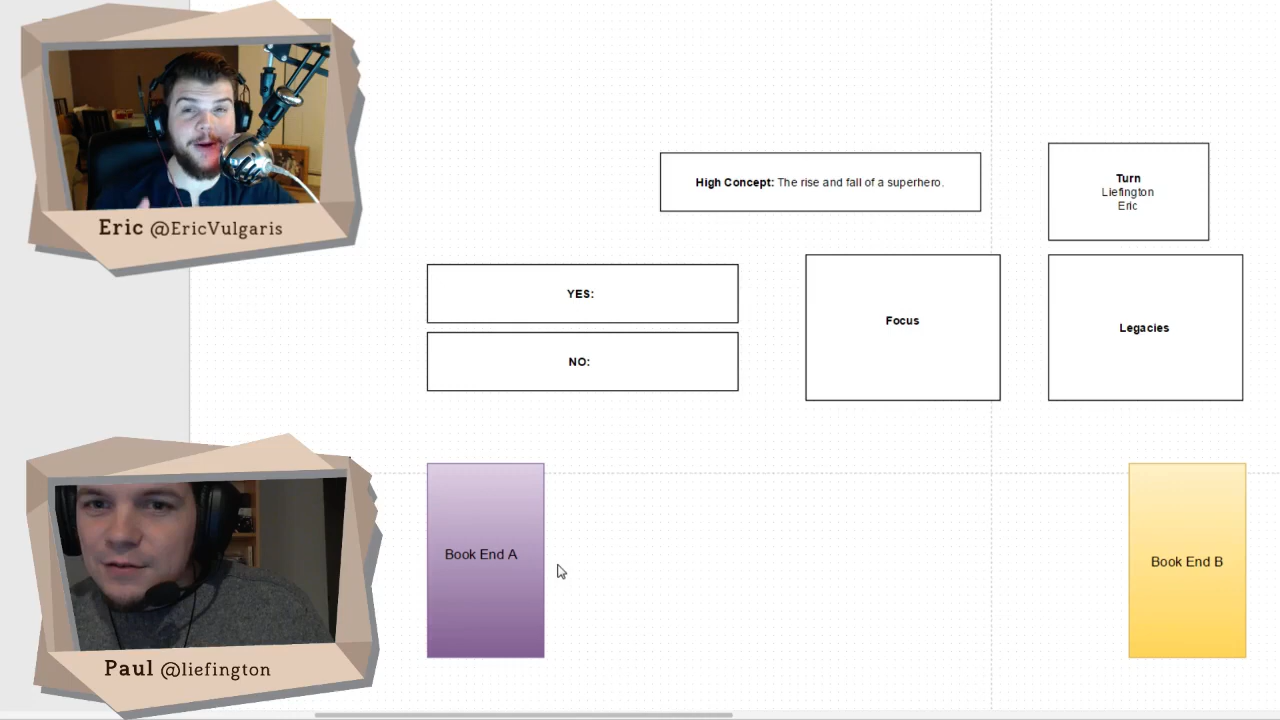 Eric @EricVulgaris
High Concept: The rise and fall of a superhero.
Turn
Liefington
Eric
YES:
NO:
Focus
Legacies
Book End A
Book End B
Paul @liefington